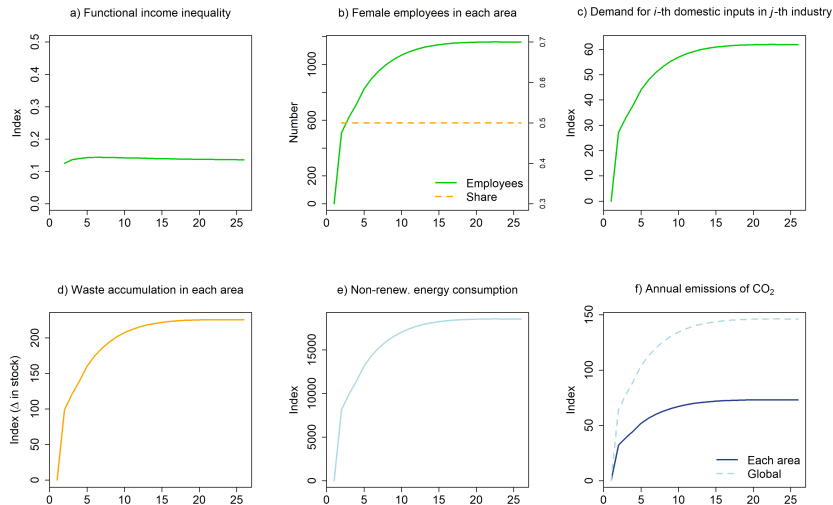 a) Functional income inequality
b) Female employees in each area
c) Demand for i-th domestic inputs in j-th industry
Index
0.0 0.1 0.2 0.3 0.4 0.5
0 5 10 15 20 25
Number
0 200 600 1000
0.3 0.4 0.5 0.6 0.7
Employees
Share
0 5 10 15 20 25
Index
0 10 20 30 40 50 60
0 5 10 15 20 25
d) Waste accumulation in each area
e) Non-renew. energy consumption
f) Annual emissions of CO₂
Index (Δ in stock)
0 50 100 150 200
0 5 10 15 20 25
Index
0 5000 10000 15000
0 5 10 15 20 25
Index
0 50 100 150
Each area
Global
0 5 10 15 20 25